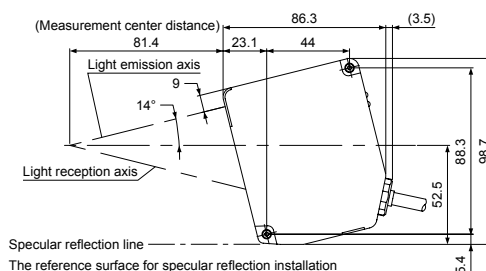 86.3
(Measurement center distance)
(3.5)
81.4
23.1
44
Light emission axis
9
14°
88.3
98.7
52.5
Light reception axis
Specular reflection line
5.4
The reference surface for specular reflection installation